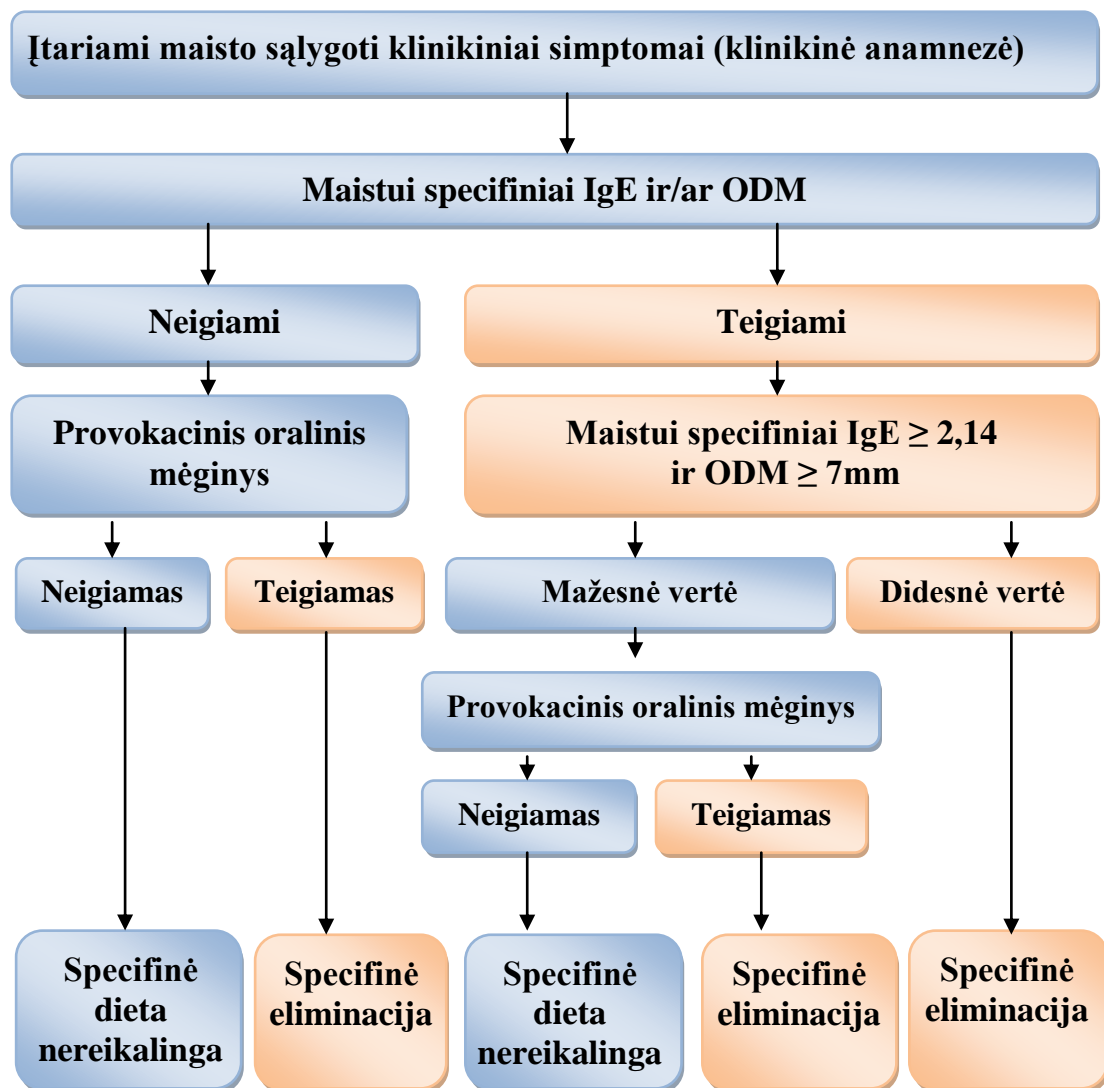 Įtariami maisto sąlygoti klinikiniai simptomai (klinikinė anamnezė)
Maistui specifiniai IgE ir/ar ODM
Neigiami
Teigiami
Provokacinis oralinis
mėginys
Maistui specifiniai IgE ≥ 2,14
ir ODM ≥ 7mm
Neigiamas
Teigiamas
Mažesnė vertė
Didesnė vertė
Provokacinis oralinis mėginys
Neigiamas
Teigiamas
Specifinė
dieta
nereikalinga
Specifinė
eliminacija
Specifinė
dieta
nereikalinga
Specifinė
eliminacija
Specifinė
eliminacija